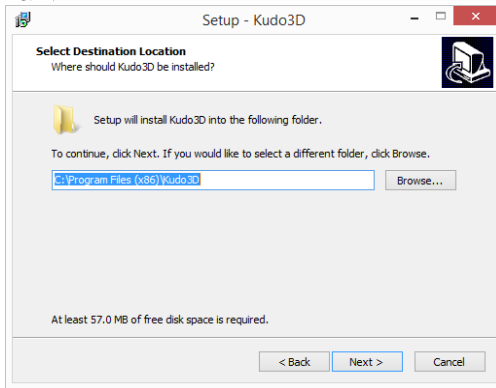 Setup - Kudo3D
Select Destination Location
Where should Kudo3D be installed?
Setup will install Kudo3D into the following folder.
To continue, click Next. If you would like to select a different folder, click Browse.
C:\Program Files (x86)\Kudo3D
Browse...
At least 57.0 MB of free disk space is required.
< Back
Next >
Cancel